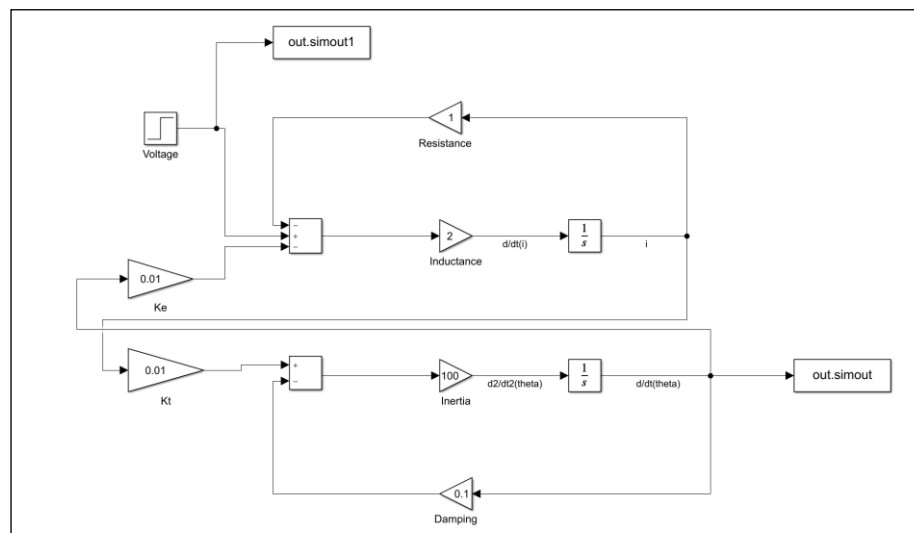 out.simout1
Voltage
1
Resistance
−
+
−
2
Inductance
d/dt(i)
1
s
i
0.01
Ke
0.01
Kt
+
−
100
Inertia
d2/dt2(theta)
1
s
d/dt(theta)
out.simout
0.1
Damping